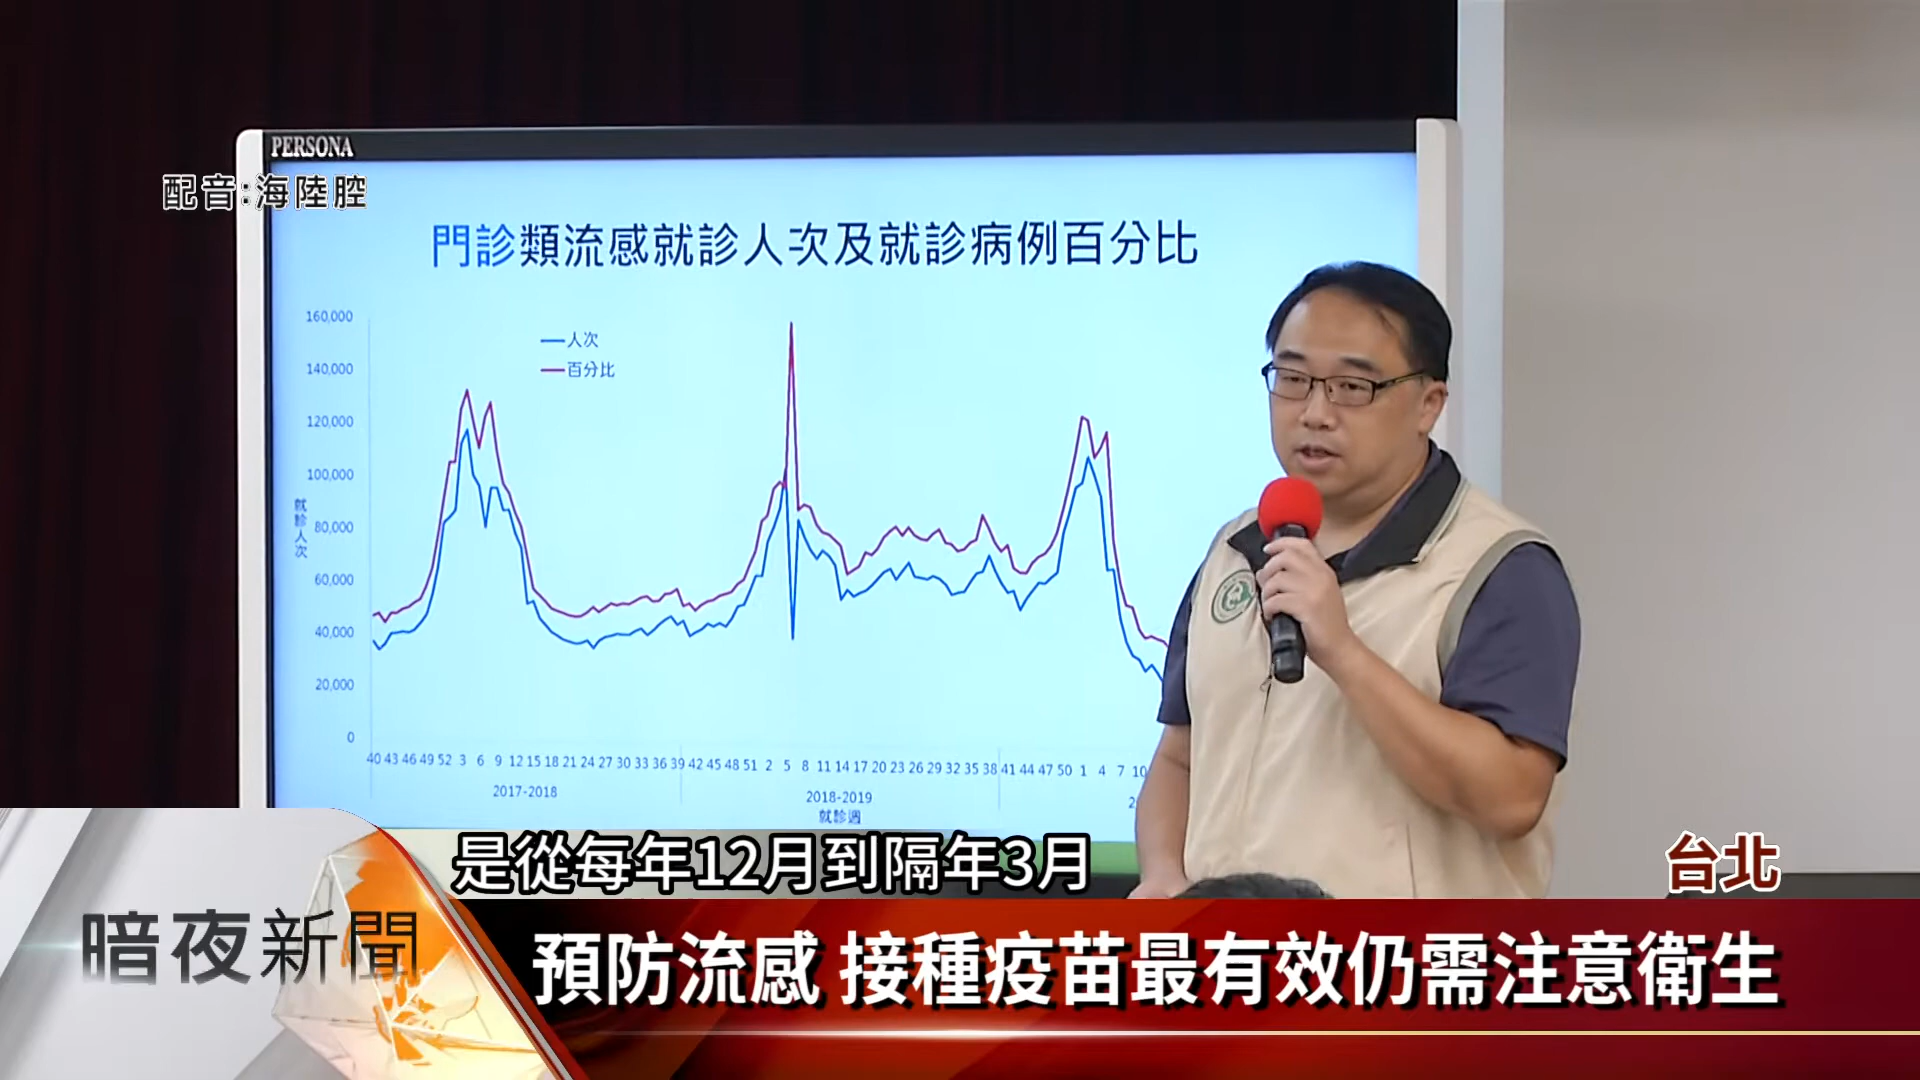 PERSONA
配音:海陸腔
門診類流感就診人次及就診病例百分比
人次
百分比
160,000
140,000
120,000
100,000
80,000
60,000
40,000
20,000
0
就診人次
40 43 46 49 52 3 6 9 12 15 18 21 24 27 30 33 36 39 42 45 48 51 2 5 8 11 14 17 20 23 26 29 32 35 38 41 44 47 50 1 4 7 10
2017-2018
2018-2019
就診週
是從每年12月到隔年3月
台北
暗夜新聞
預防流感 接種疫苗最有效仍需注意衛生